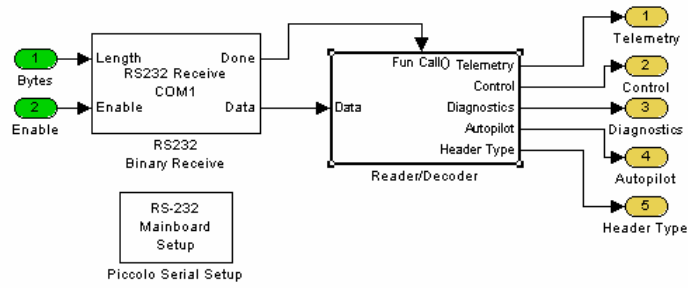 1
Bytes
2
Enable
Length
Done
RS232 Receive
COM1
Enable
Data
RS232
Binary Receive
RS-232
Mainboard
Setup
Piccolo Serial Setup
Fun Call()
Telemetry
Control
Data
Diagnostics
Autopilot
Header Type
Reader/Decoder
1
Telemetry
2
Control
3
Diagnostics
4
Autopilot
5
Header Type